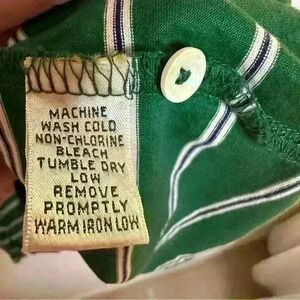 MACHINE
WASH COLD
NON-CHLORINE
BLEACH
TUMBLE DRY
LOW
REMOVE
PROMPTLY
WARM IRON LOW